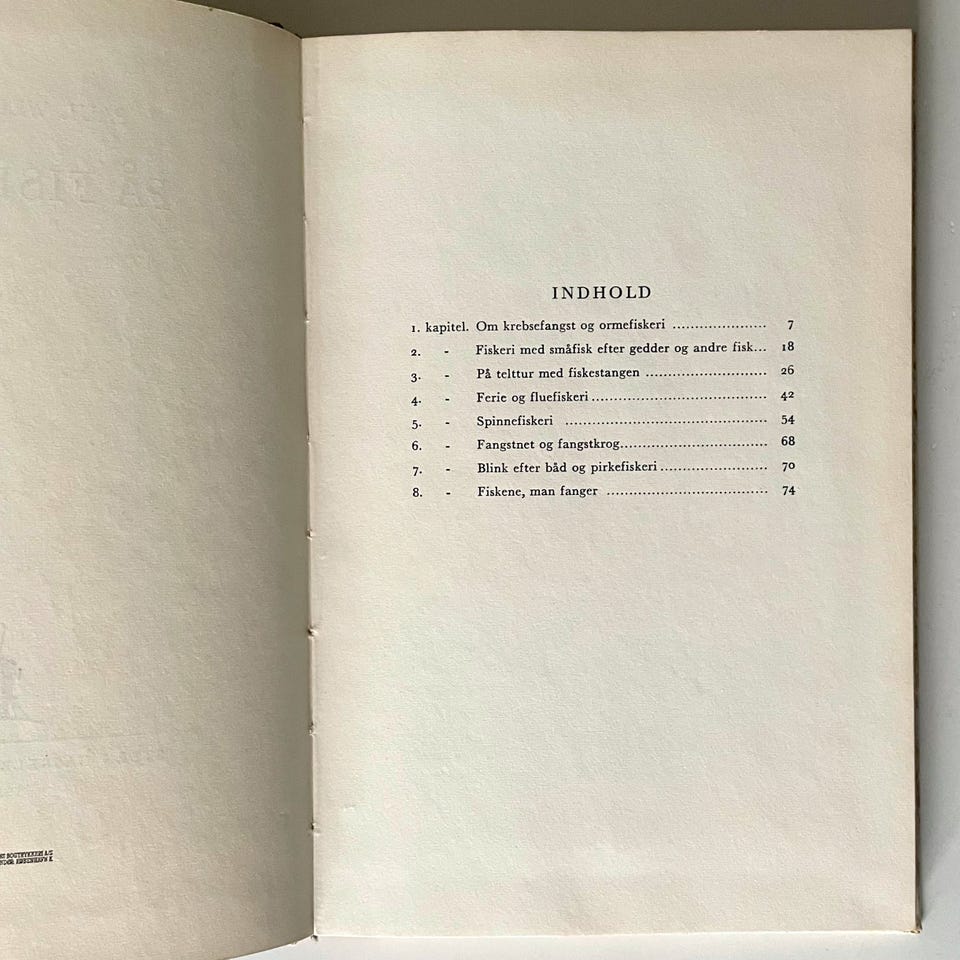 INDHOLD
1. kapitel. Om krebsefangst og ormefiskeri ..................... 7
2. - Fiskeri med småfisk efter gedder og andre fisk... 18
3. - På telttur med fiskestangen ........................... 26
4. - Ferie og fluefiskeri ....................................... 42
5. - Spinnefiskeri ............................................. 54
6. - Fangstnet og fangstkrog................................. 68
7. - Blink efter båd og pirkefiskeri ........................ 70
8. - Fiskene, man fanger .................................... 74